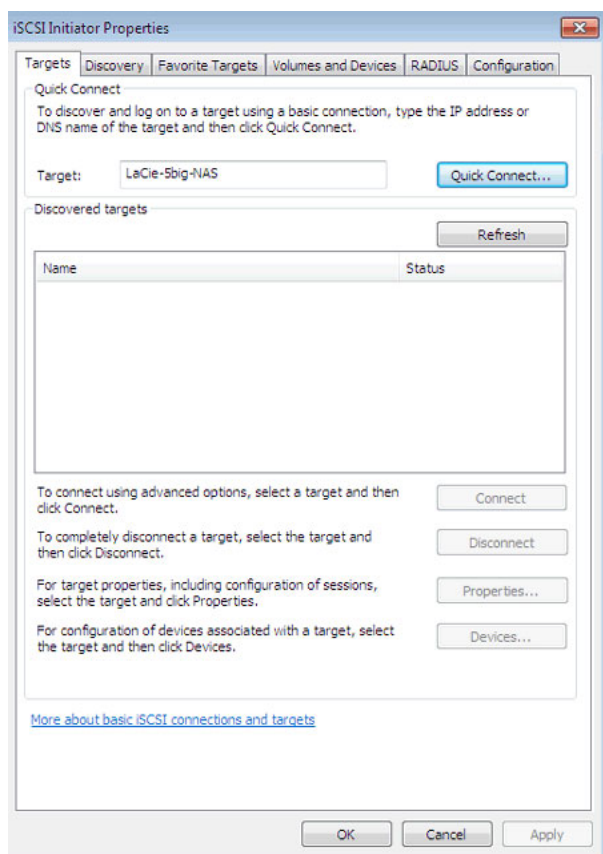 iSCSI Initiator Properties
Targets Discovery Favorite Targets Volumes and Devices RADIUS Configuration
Quick Connect
To discover and log on to a target using a basic connection, type the IP address or
DNS name of the target and then click Quick Connect.
Target: LaCie-5big-NAS Quick Connect...
Discovered targets
Refresh
Name Status
To connect using advanced options, select a target and then
click Connect.
Connect
To completely disconnect a target, select the target and
then click Disconnect.
Disconnect
For target properties, including configuration of sessions,
select the target and click Properties.
Properties...
For configuration of devices associated with a target, select
the target and then click Devices.
Devices...
More about basic iSCSI connections and targets
OK Cancel Apply